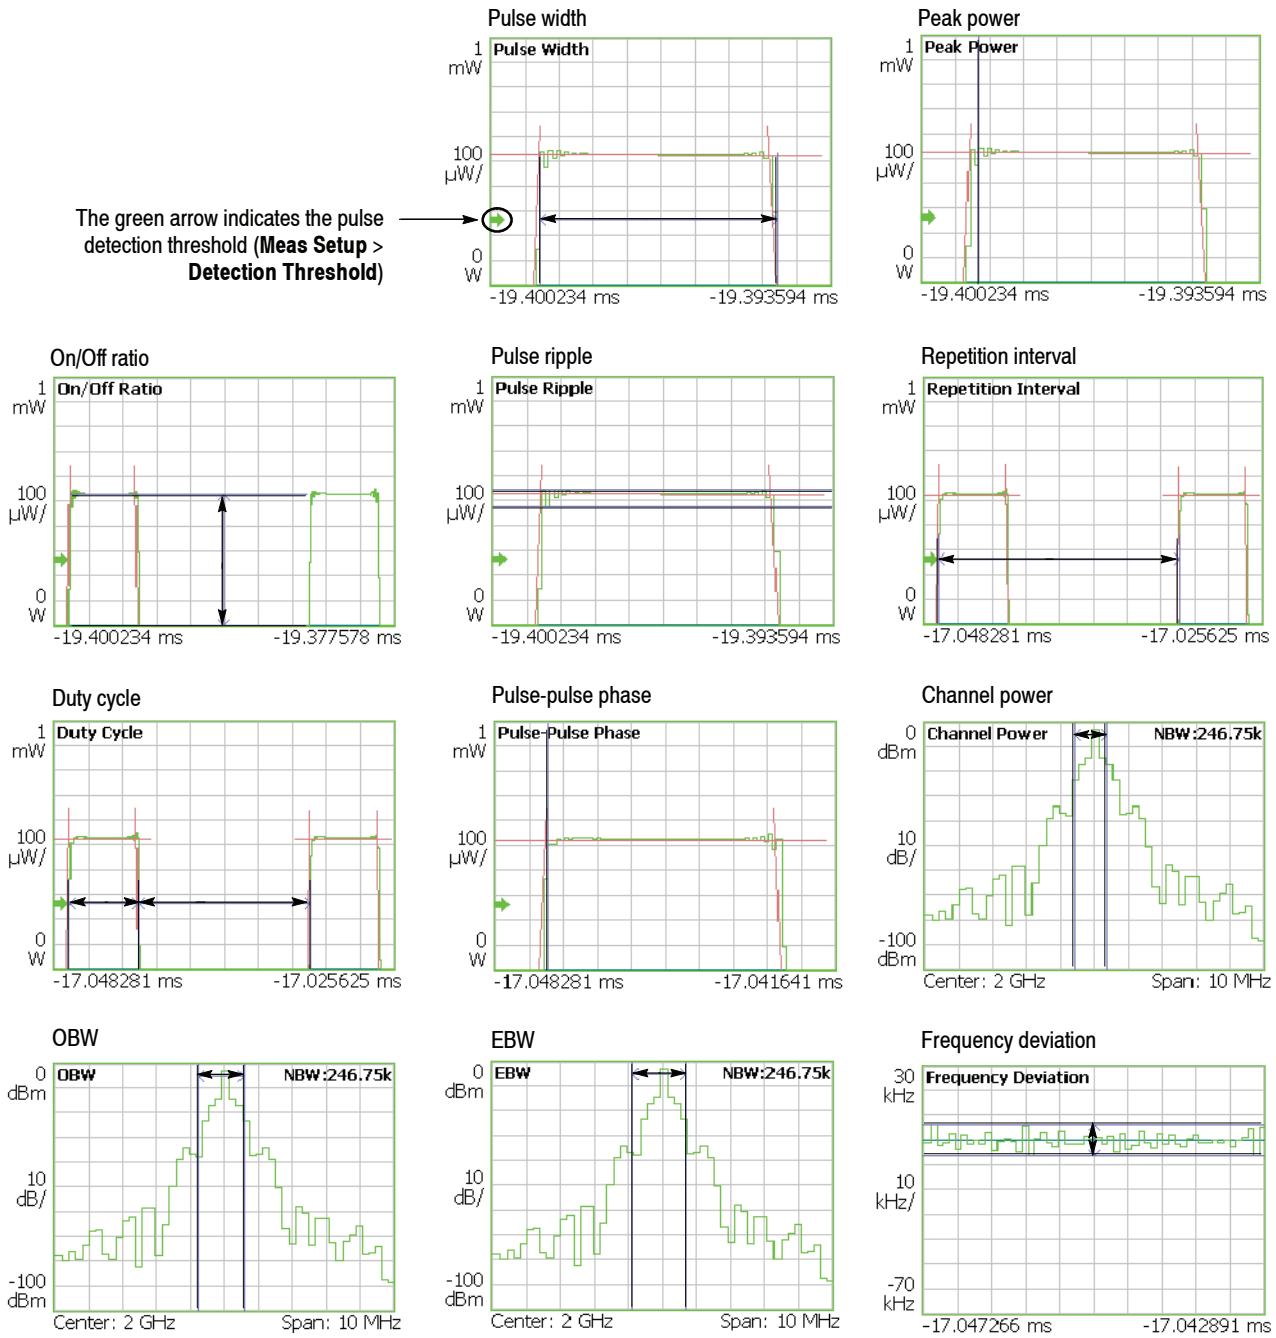 Pulse width
Pulse Width
1
mW
100
µW/
0
W
-19.400234 ms
-19.393594 ms
Peak power
Peak Power
1
mW
100
µW/
0
W
-19.400234 ms
-19.393594 ms
The green arrow indicates the pulse
detection threshold (Meas Setup >
Detection Threshold)
On/Off ratio
On/Off Ratio
1
mW
100
µW/
0
W
-19.400234 ms
-19.377578 ms
Pulse ripple
Pulse Ripple
1
mW
100
µW/
0
W
-19.400234 ms
-19.393594 ms
Repetition interval
Repetition Interval
1
mW
100
µW/
0
W
-17.048281 ms
-17.025625 ms
Duty cycle
Duty Cycle
1
mW
100
µW/
0
W
-17.048281 ms
-17.025625 ms
Pulse-pulse phase
Pulse-Pulse Phase
1
mW
100
µW/
0
W
-17.048281 ms
-17.041641 ms
Channel power
Channel Power
NBW:246.75k
0
dBm
10
dB/
-100
dBm
Center: 2 GHz
Span: 10 MHz
OBW
OBW
NBW:246.75k
0
dBm
10
dB/
-100
dBm
Center: 2 GHz
Span: 10 MHz
EBW
EBW
NBW:246.75k
0
dBm
10
dB/
-100
dBm
Center: 2 GHz
Span: 10 MHz
Frequency deviation
Frequency Deviation
30
kHz
10
kHz/
-70
kHz
-17.047266 ms
-17.042891 ms